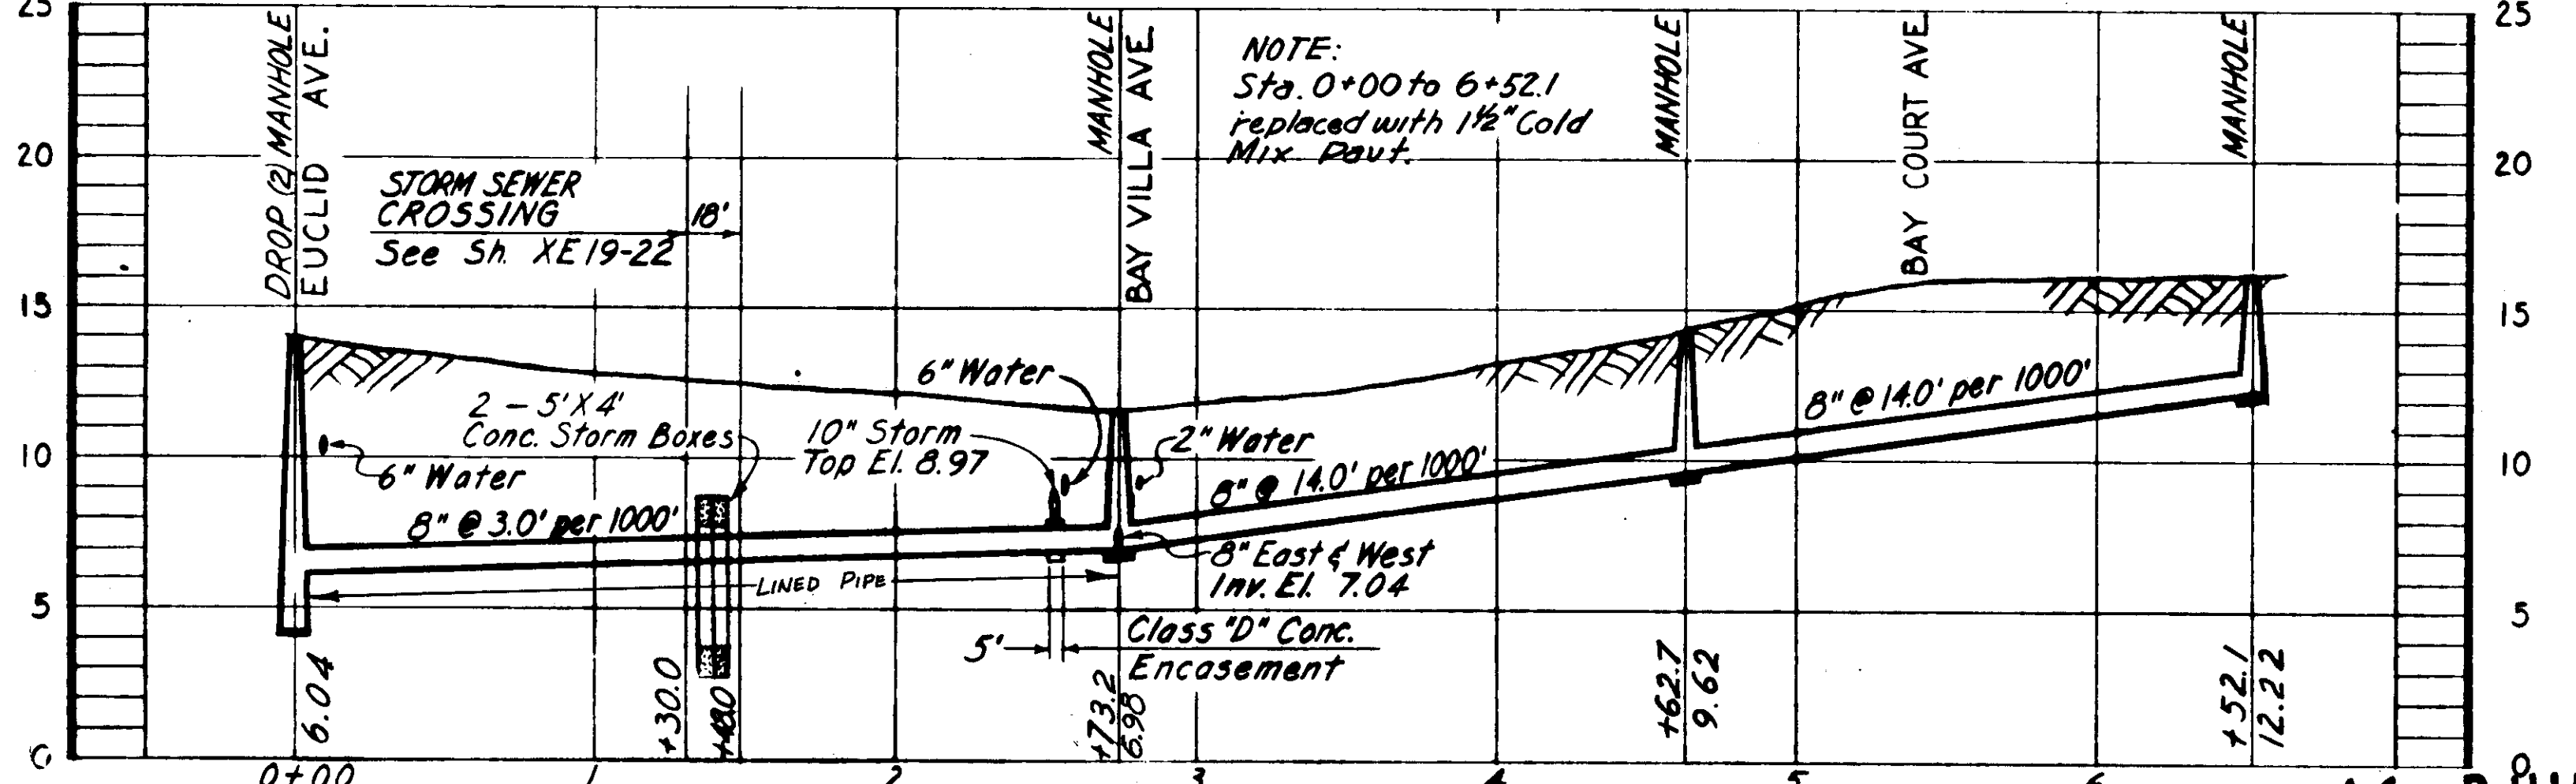 25
20
15
10
5
0
DROP (2) MANHOLE
EUCLID AVE.
STORM SEWER
CROSSING
See Sh. XE19-22
18'
MANHOLE
BAY VILLA AVE
NOTE:
Sta. 0+00 to 6+52.1
replaced with 1½" Cold
Mix Pavt.
MANHOLE
BAY COURT AVE
MANHOLE
25
20
15
10
5
0
6" Water
2 - 5'X4'
Conc. Storm Boxes
8" @ 3.0' per 1000'
10" Storm
Top El. 8.97
6" Water
2" Water
8" @ 14.0' per 1000'
8" @ 14.0' per 1000'
LINED PIPE
8" East & West
Inv. El. 7.04
5'
Class "D" Conc.
Encasement
6.04
+30.0
+48.0
+73.2
6.98
+62.7
9.62
+52.1
12.22
0+00
1
2
3
4
5
6